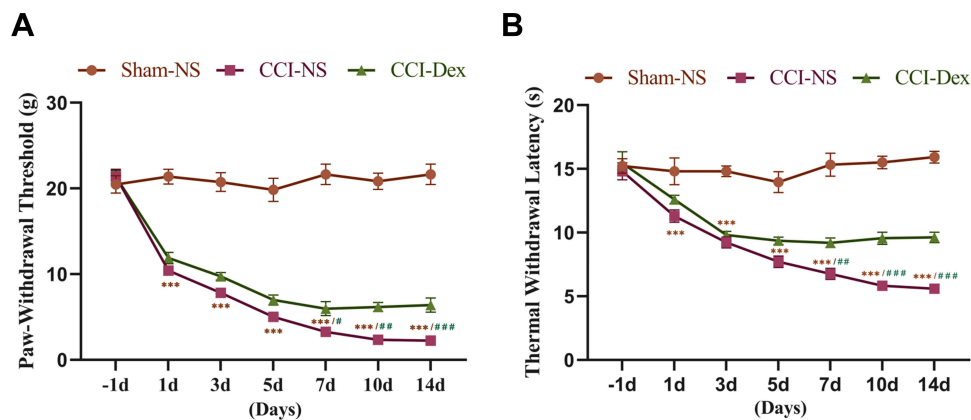 A
Sham-NS CCI-NS CCI-Dex
Paw-Withdrawal Threshold (g)
30
20
10
0
*** *** *** ***/# ***/## ***/###
-1d 1d 3d 5d 7d 10d 14d
(Days)
B
Sham-NS CCI-NS CCI-Dex
Thermal Withdrawal Latency (s)
20
15
10
5
0
*** *** *** ***/## ***/### ***/###
-1d 1d 3d 5d 7d 10d 14d
(Days)